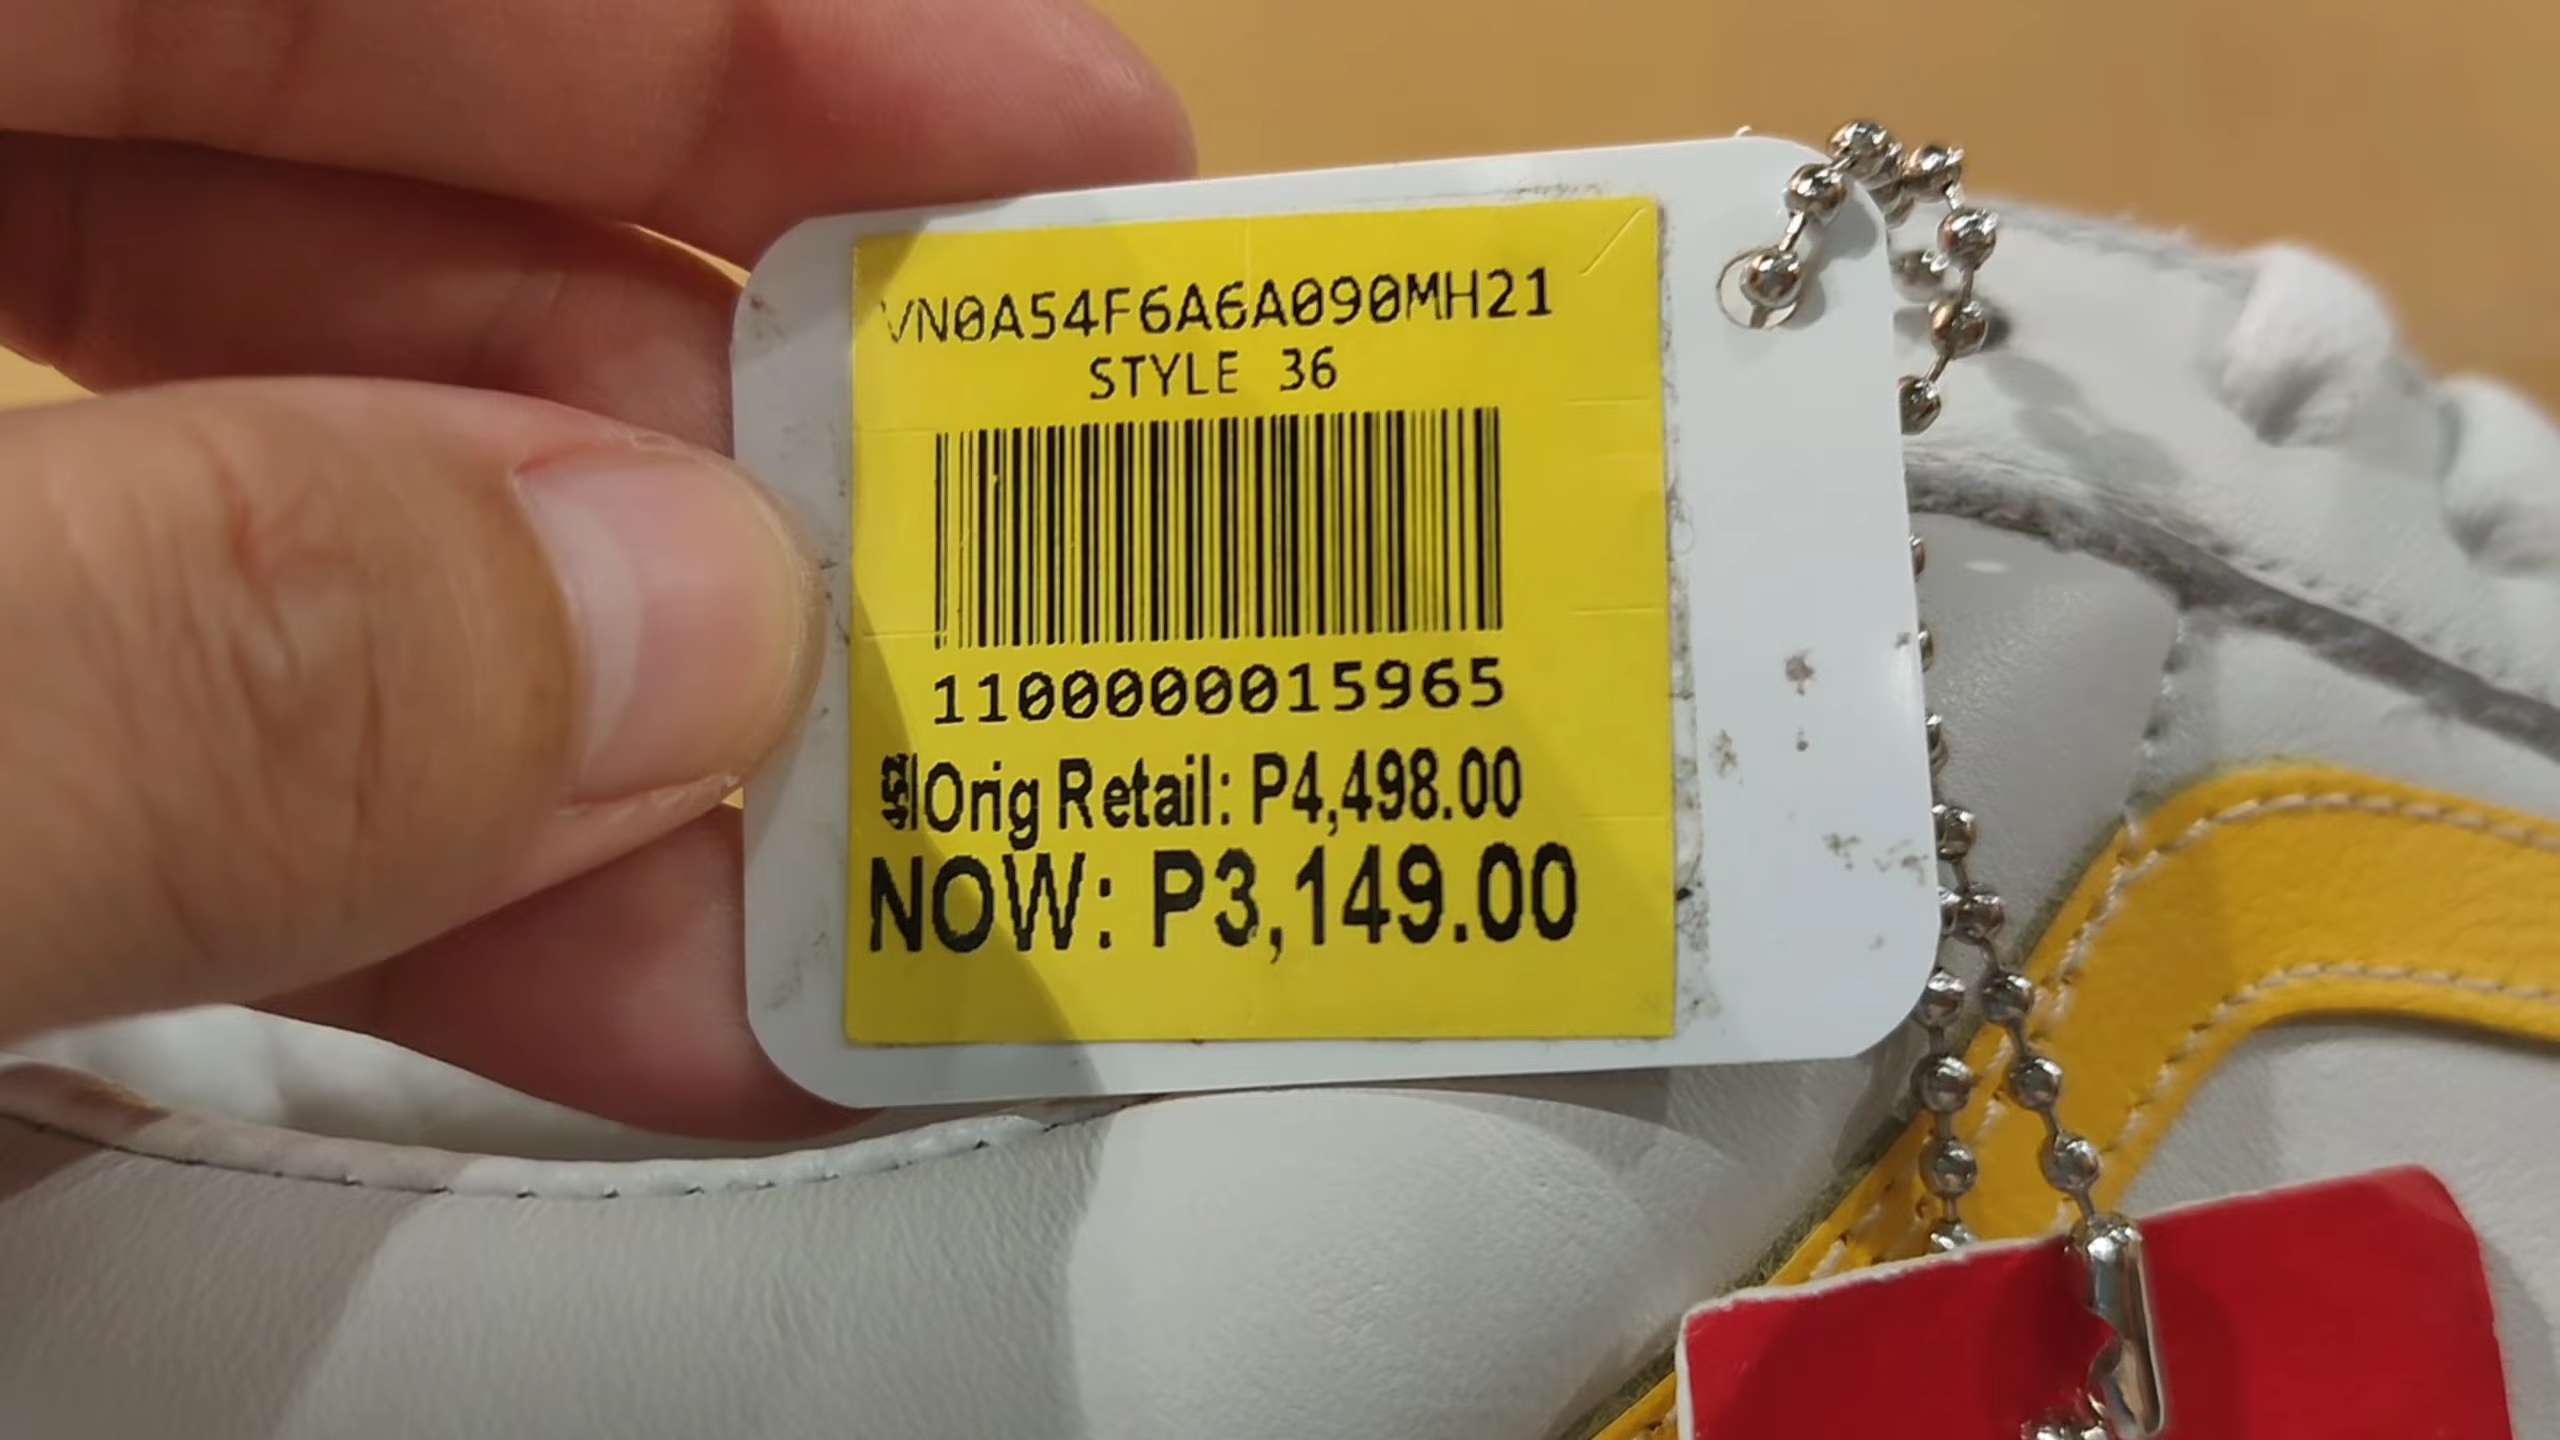 VN0A54F6A6A090MH21
STYLE 36
1100000015965
Orig Retail: P4,498.00
NOW: P3,149.00